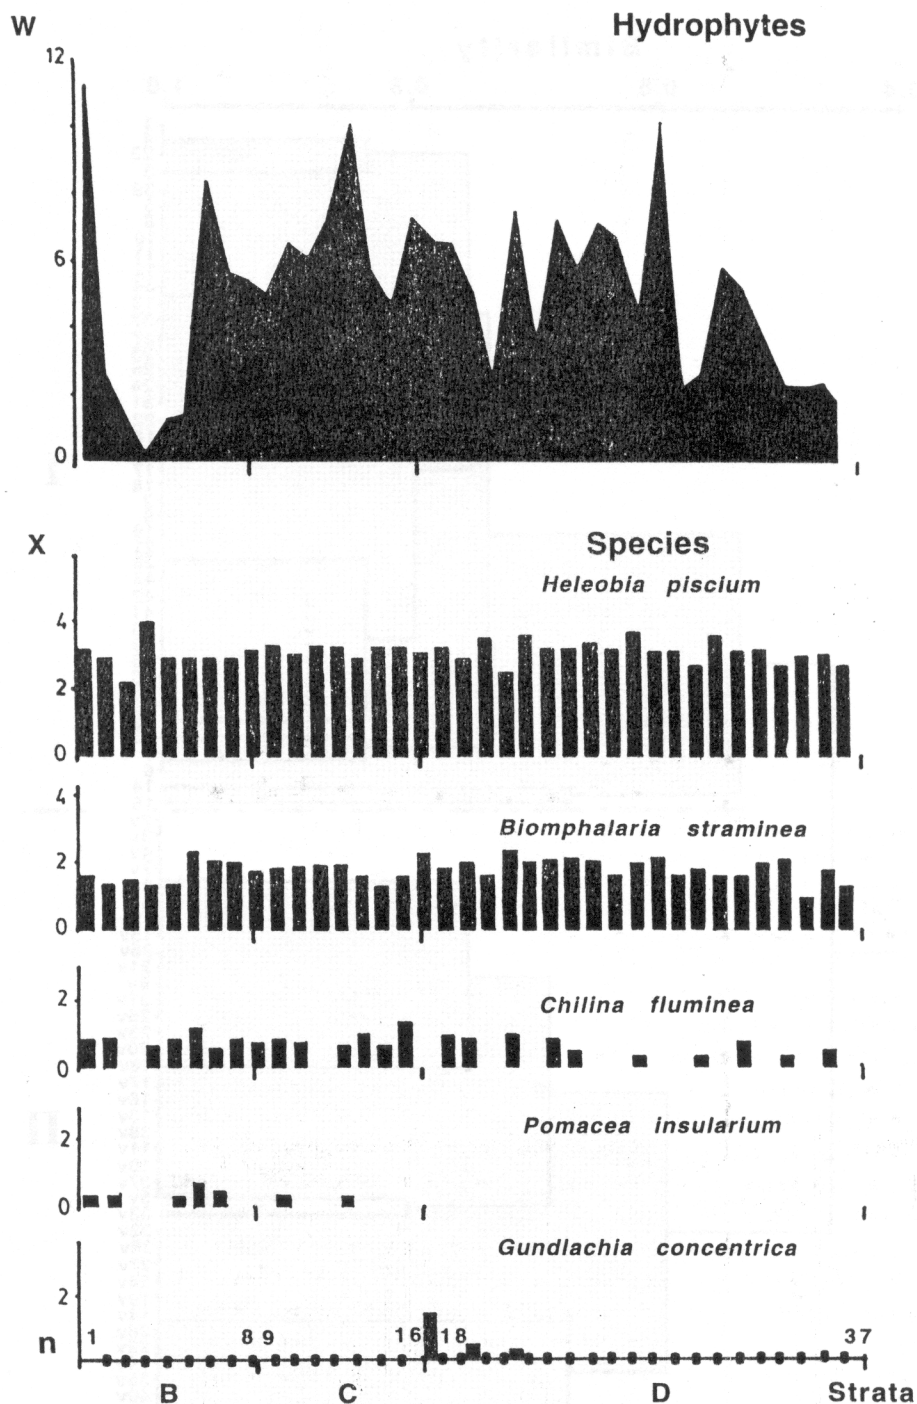 W
Hydrophytes
12
6
0
X
Species
Heleobia piscium
4
2
0
4
Biomphalaria straminea
2
0
2
Chilina fluminea
0
Pomacea insularium
2
0
Gundlachia concentrica
2
n 1 8 9 16 18 37
B C D Strata